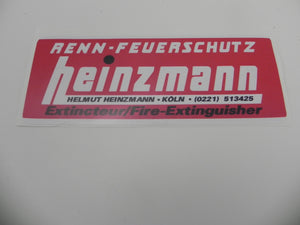 RENN-FEUERSCHUTZ
heinzmann
HELMUT HEINZMANN • KÖLN • (0221) 513425
Extincteur/Fire-Extinguisher